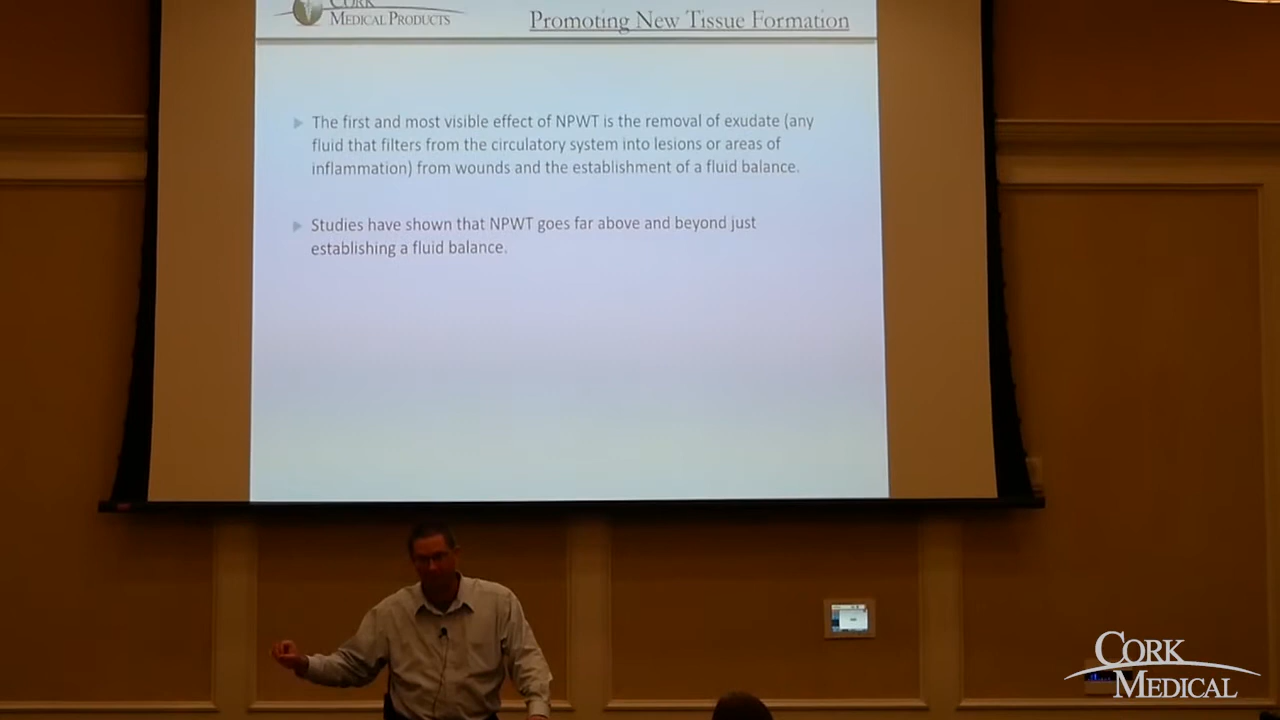 CORK
MEDICAL PRODUCTS
Promoting New Tissue Formation
The first and most visible effect of NPWT is the removal of exudate (any
fluid that filters from the circulatory system into lesions or areas of
inflammation) from wounds and the establishment of a fluid balance.
Studies have shown that NPWT goes far above and beyond just
establishing a fluid balance.
CORK
MEDICAL